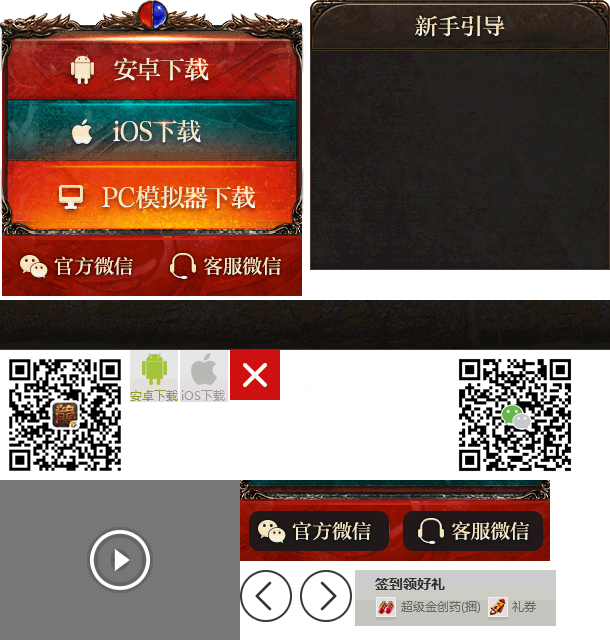 安卓下载
iOS下载
PC模拟器下载
官方微信
客服微信
新手引导
安卓下载
iOS下载
官方微信
客服微信
签到领好礼
超级金创药(捆)
礼券